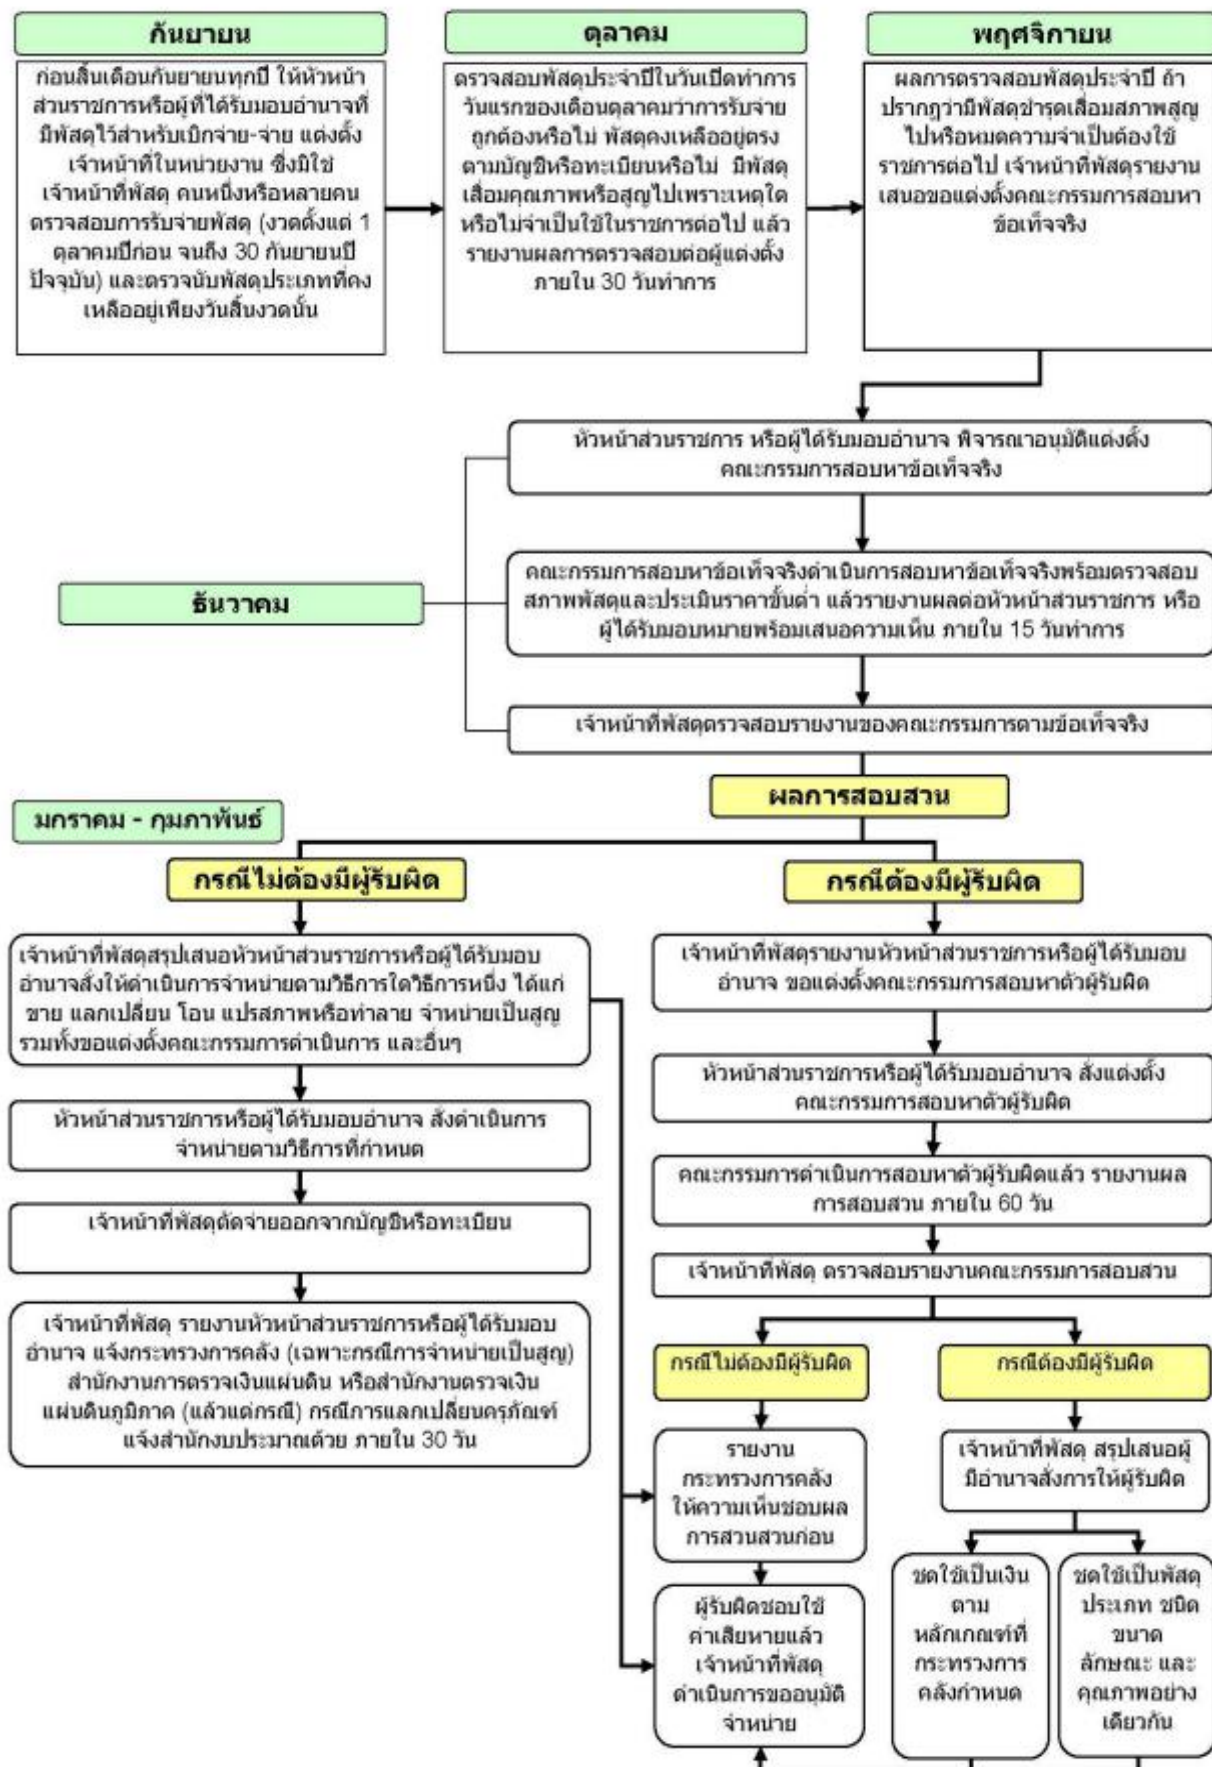 กันยายน
ก่อนสิ้นเดือนกันยายนทุกปี ให้หัวหน้า
ส่วนราชการหรือผู้ที่ได้รับมอบอำนาจที่
มีพัสดุไว้สำหรับเบิกจ่าย-จ่าย แต่งตั้ง
เจ้าหน้าที่ในหน่วยงาน ซึ่งมิใช่
เจ้าหน้าที่พัสดุ คนหนึ่งหรือหลายคน
ตรวจสอบการรับจ่ายพัสดุ (งวดตั้งแต่ 1
ตุลาคมปีก่อน จนถึง 30 กันยายนปี
ปัจจุบัน) และตรวจนับพัสดุประเภทที่คง
เหลืออยู่เพียงวันสิ้นงวดนั้น
ตุลาคม
ตรวจสอบพัสดุประจำปีในวันเปิดทำการ
วันแรกของเดือนตุลาคมว่าการรับจ่าย
ถูกต้องหรือไม่ พัสดุคงเหลืออยู่ตรง
ตามบัญชีหรือทะเบียนหรือไม่ มีพัสดุ
เสื่อมคุณภาพหรือสูญไปเพราะเหตุใด
หรือไม่จำเป็นใช้ในราชการต่อไป แล้ว
รายงานผลการตรวจสอบต่อผู้แต่งตั้ง
ภายใน 30 วันทำการ
พฤศจิกายน
ผลการตรวจสอบพัสดุประจำปี ถ้า
ปรากฏว่ามีพัสดุชำรุดเสื่อมสภาพสูญ
ไปหรือหมดความจำเป็นต้องใช้
ราชการต่อไป เจ้าหน้าที่พัสดุรายงาน
เสนอขอแต่งตั้งคณะกรรมการสอบหา
ข้อเท็จจริง
หัวหน้าส่วนราชการ หรือผู้ได้รับมอบอำนาจ พิจารณาอนุมัติแต่งตั้ง
คณะกรรมการสอบหาข้อเท็จจริง
ธันวาคม
คณะกรรมการสอบหาข้อเท็จจริงดำเนินการสอบหาข้อเท็จจริงพร้อมตรวจสอบ
สภาพพัสดุและประเมินราคาขั้นต่ำ แล้วรายงานผลต่อหัวหน้าส่วนราชการ หรือ
ผู้ได้รับมอบหมายพร้อมเสนอความเห็น ภายใน 15 วันทำการ
เจ้าหน้าที่พัสดุตรวจสอบรายงานของคณะกรรมการตามข้อเท็จจริง
ผลการสอบสวน
มกราคม - กุมภาพันธ์
กรณีไม่ต้องมีผู้รับผิด
เจ้าหน้าที่พัสดุสรุปเสนอหัวหน้าส่วนราชการหรือผู้ได้รับมอบ
อำนาจสั่งให้ดำเนินการจำหน่ายตามวิธีการใดวิธีการหนึ่ง ได้แก่
ขาย แลกเปลี่ยน โอน แปรสภาพหรือทำลาย จำหน่ายเป็นสูญ
รวมทั้งขอแต่งตั้งคณะกรรมการดำเนินการ และอื่นๆ
หัวหน้าส่วนราชการหรือผู้ได้รับมอบอำนาจ สั่งดำเนินการ
จำหน่ายตามวิธีการที่กำหนด
เจ้าหน้าที่พัสดุตัดจ่ายออกจากบัญชีหรือทะเบียน
เจ้าหน้าที่พัสดุ รายงานหัวหน้าส่วนราชการหรือผู้ได้รับมอบ
อำนาจ แจ้งกระทรวงการคลัง (เฉพาะกรณีการจำหน่ายเป็นสูญ)
สำนักงานการตรวจเงินแผ่นดิน หรือสำนักงานตรวจเงิน
แผ่นดินภูมิภาค (แล้วแต่กรณี) กรณีการแลกเปลี่ยนครุภัณฑ์
แจ้งสำนักงบประมาณด้วย ภายใน 30 วัน
กรณีต้องมีผู้รับผิด
เจ้าหน้าที่พัสดุรายงานหัวหน้าส่วนราชการหรือผู้ได้รับมอบ
อำนาจ ขอแต่งตั้งคณะกรรมการสอบหาตัวผู้รับผิด
หัวหน้าส่วนราชการหรือผู้ได้รับมอบอำนาจ สั่งแต่งตั้ง
คณะกรรมการสอบหาตัวผู้รับผิด
คณะกรรมการดำเนินการสอบหาตัวผู้รับผิดแล้ว รายงานผล
การสอบสวน ภายใน 60 วัน
เจ้าหน้าที่พัสดุ ตรวจสอบรายงานคณะกรรมการสอบสวน
กรณีไม่ต้องมีผู้รับผิด
รายงาน
กระทรวงการคลัง
ให้ความเห็นชอบผล
การสวนสวนก่อน
ผู้รับผิดชอบใช้
ค่าเสียหายแล้ว
เจ้าหน้าที่พัสดุ
ดำเนินการขออนุมัติ
จำหน่าย
กรณีต้องมีผู้รับผิด
เจ้าหน้าที่พัสดุ สรุปเสนอผู้
มีอำนาจสั่งการให้ผู้รับผิด
ชดใช้เป็นเงิน
ตาม
หลักเกณฑ์ที่
กระทรวงการ
คลังกำหนด
ชดใช้เป็นพัสดุ
ประเภท ชนิด
ขนาด
ลักษณะ และ
คุณภาพอย่าง
เดียวกัน